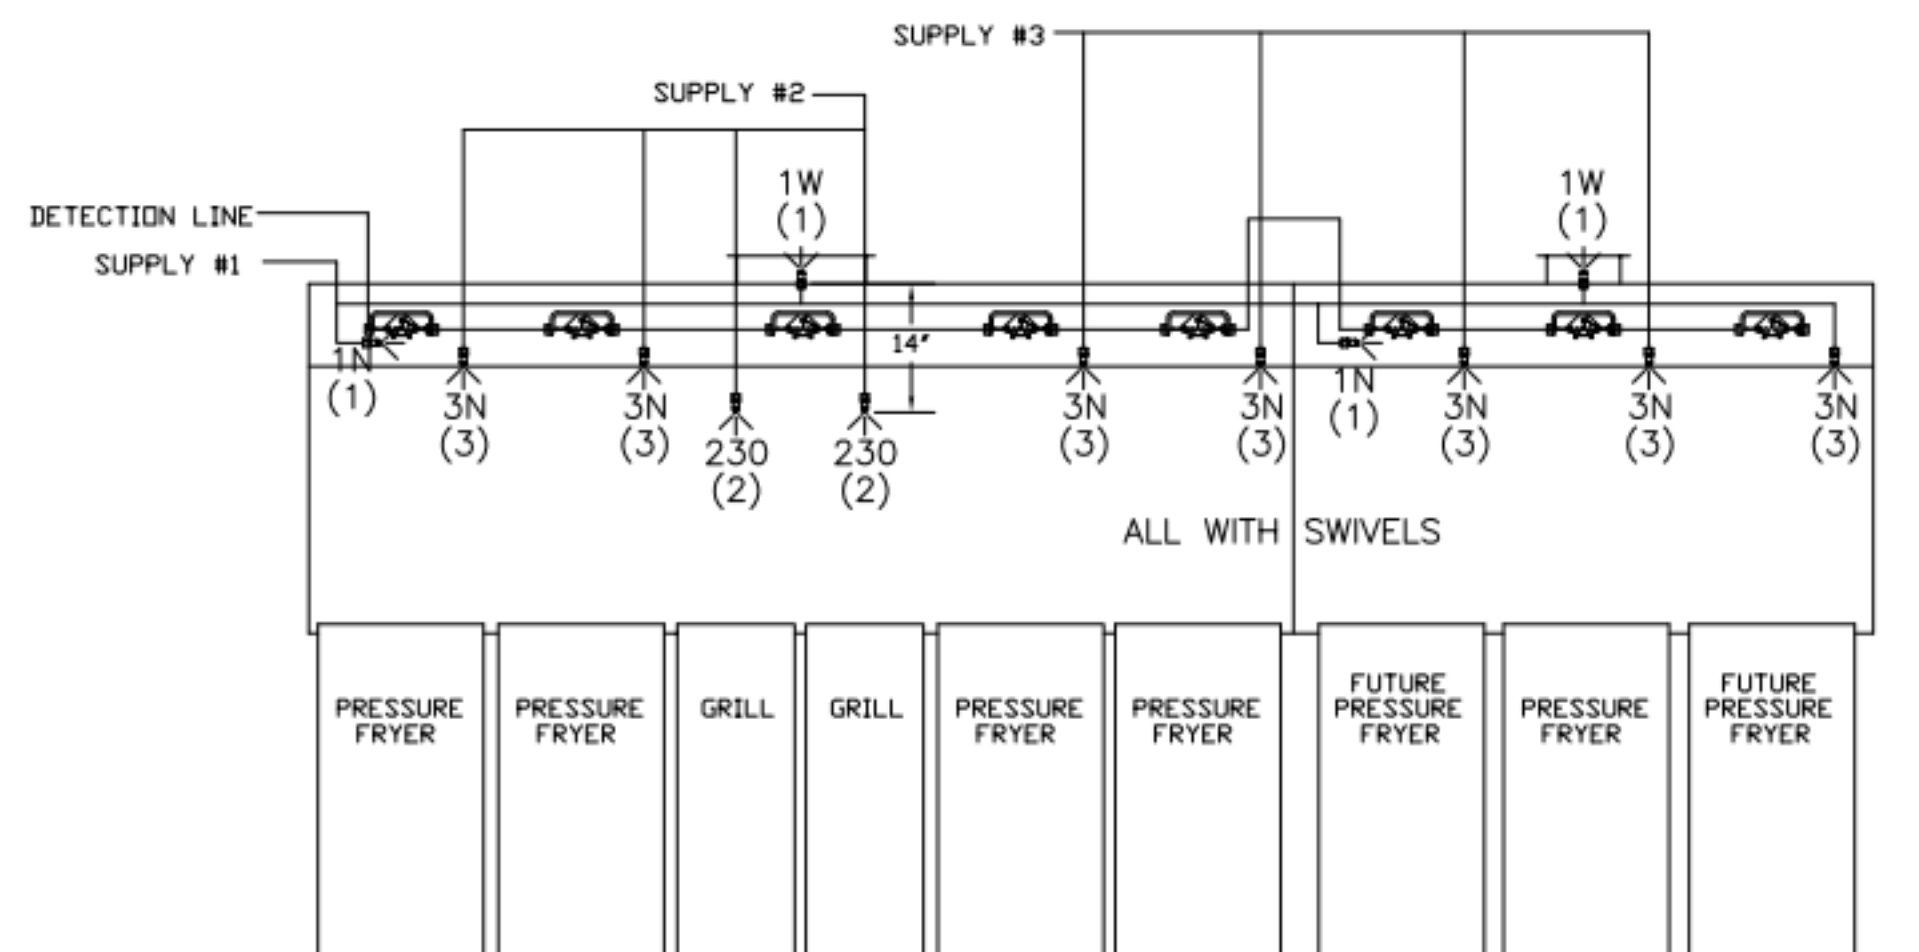 SUPPLY #3
SUPPLY #2
1W
(1)
1W
(1)
DETECTION LINE
SUPPLY #1
14"
1N
(1)
3N
(3)
3N
(3)
230
(2)
230
(2)
3N
(3)
3N
(3)
1N
(1)
3N
(3)
3N
(3)
3N
(3)
ALL WITH SWIVELS
PRESSURE
FRYER
PRESSURE
FRYER
GRILL
GRILL
PRESSURE
FRYER
PRESSURE
FRYER
FUTURE
PRESSURE
FRYER
PRESSURE
FRYER
FUTURE
PRESSURE
FRYER